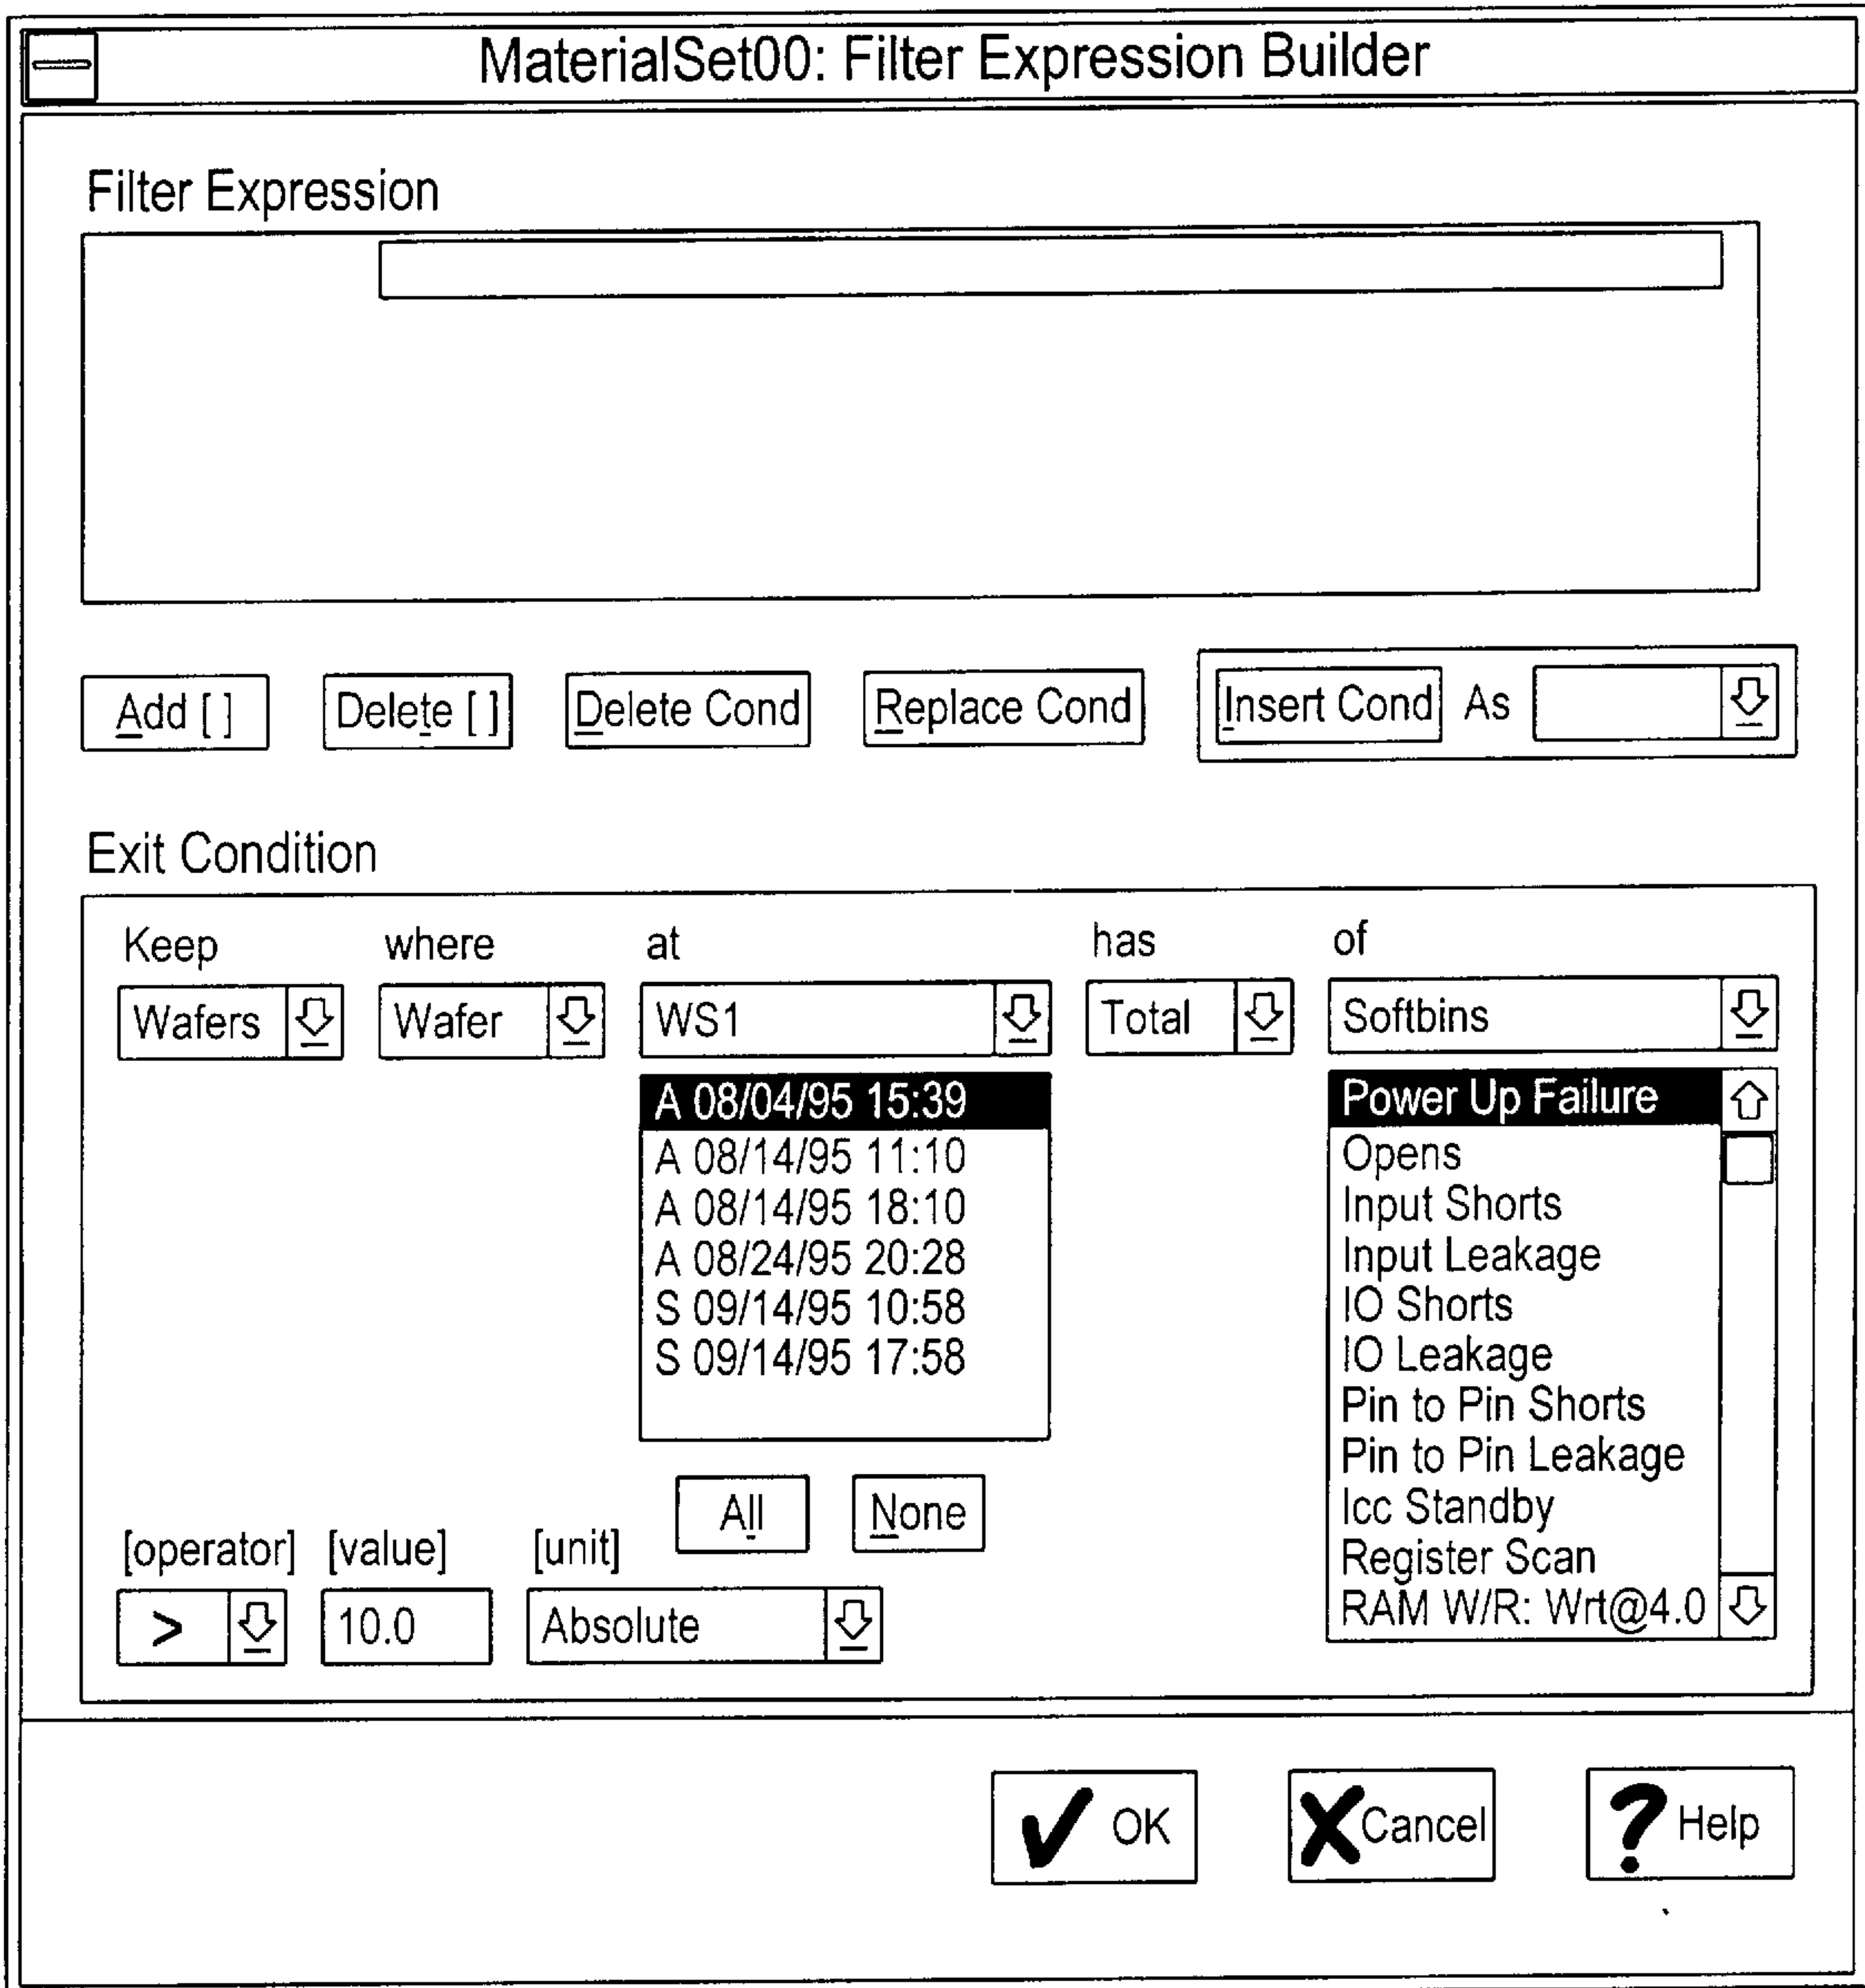 MaterialSet00: Filter Expression Builder
Filter Expression
Add [ ] Delete [ ] Delete Cond Replace Cond Insert Cond As
Exit Condition
Keep where at has of
Wafers Wafer WS1 Total Softbins
A 08/04/95 15:39
A 08/14/95 11:10
A 08/14/95 18:10
A 08/24/95 20:28
S 09/14/95 10:58
S 09/14/95 17:58
Power Up Failure
Opens
Input Shorts
Input Leakage
IO Shorts
IO Leakage
Pin to Pin Shorts
Pin to Pin Leakage
Icc Standby
Register Scan
RAM W/R: Wrt@4.0
All None
[operator] [value] [unit]
> 10.0 Absolute
OK Cancel ? Help